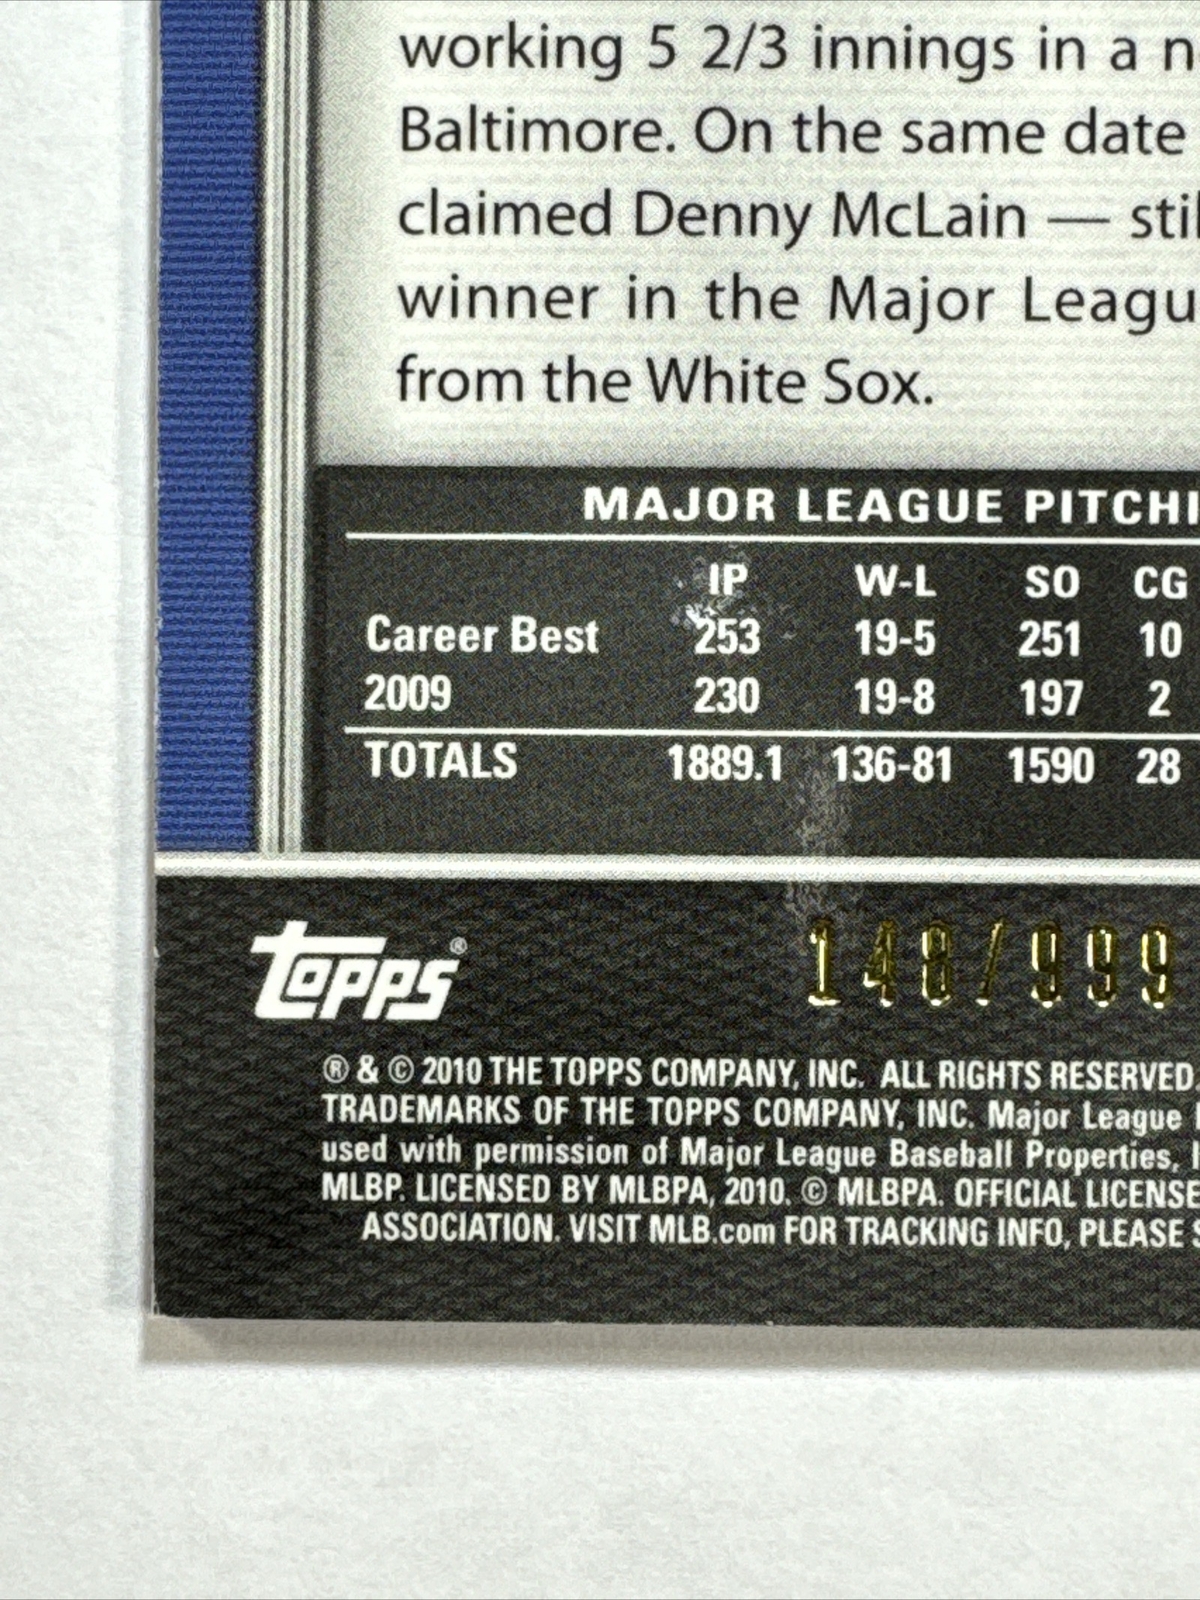 working 5 2/3 innings in a
Baltimore. On the same date
claimed Denny McLain —
winner in the Major
from the White Sox.
MAJOR LEAGUE
IP W-L SO CG
Career Best 253 19-5 251 10
2009 230 19-8 197 2
TOTALS 1889.1 136-81 1590 28
TOPPS®
148/999
® & © 2010 THE TOPPS COMPANY, INC. ALL RIGHTS RESERVED.
TRADEMARKS OF THE TOPPS COMPANY, INC. Major League
used with permission of Major League Baseball Properties,
MLBP. LICENSED BY MLBPA, 2010. © MLBPA. OFFICIAL
ASSOCIATION. VISIT MLB.com FOR TRACKING INFO, PLEASE